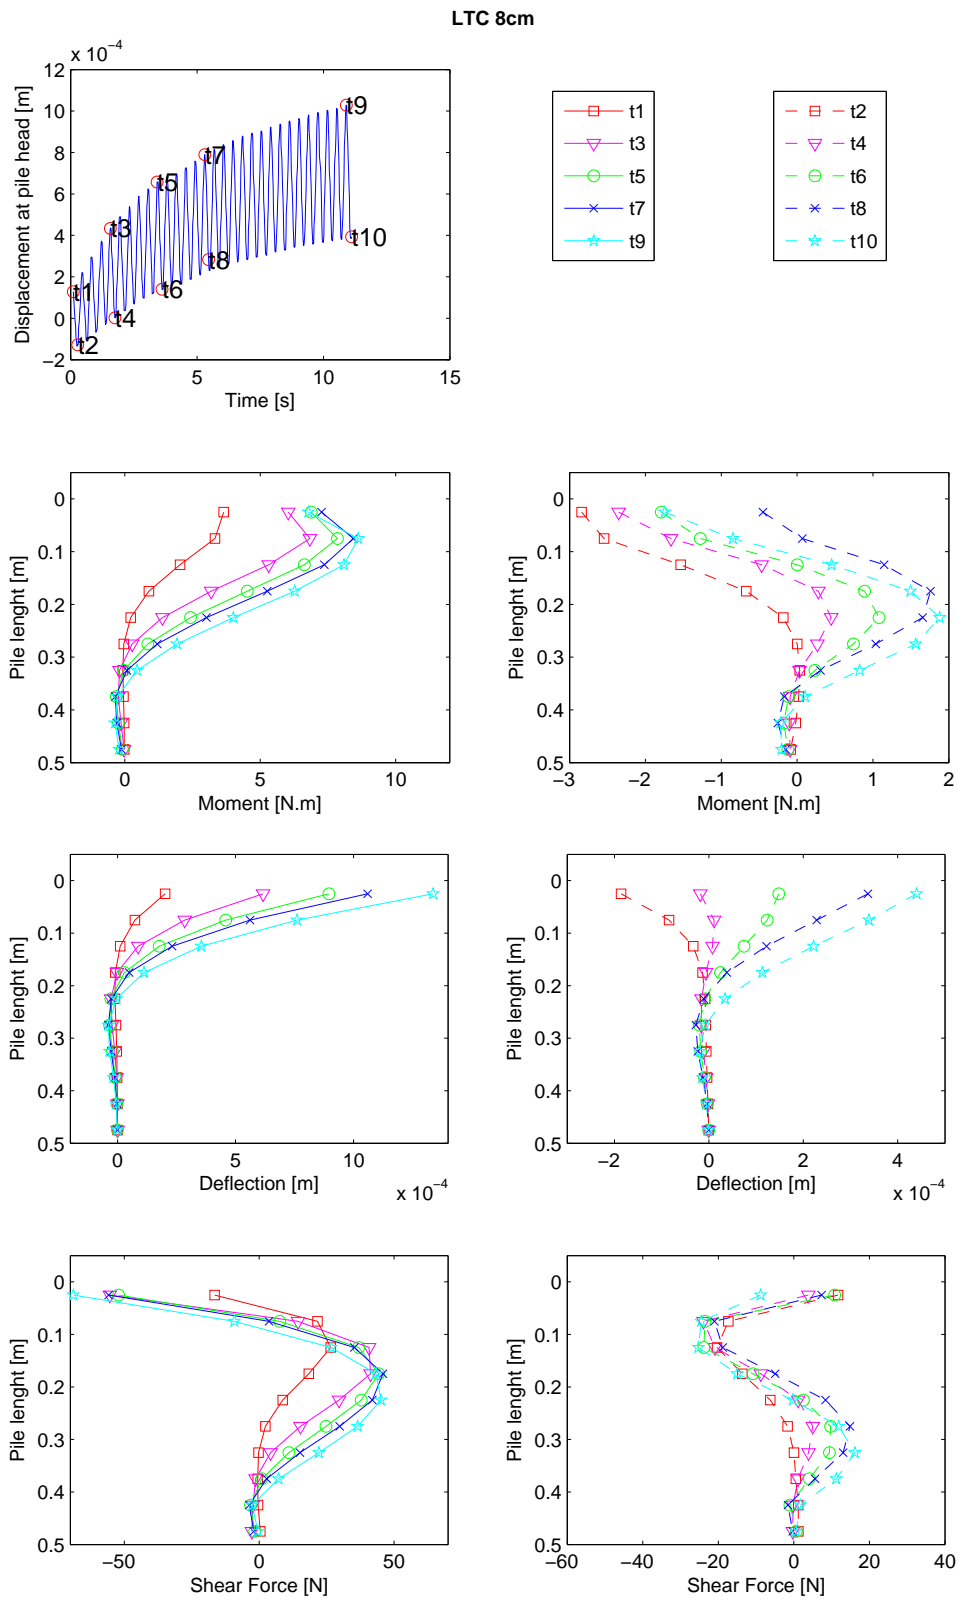 LTC 8cm
x 10⁻⁴
12
10
8
6
4
2
0
−2
Displacement at pile head [m]
t1
t2
t3
t4
t5
t6
t7
t8
t9
t10
0 5 10 15
Time [s]
t1
t3
t5
t7
t9
t2
t4
t6
t8
t10
0
0.1
0.2
0.3
0.4
0.5
Pile lenght [m]
0 5 10
Moment [N.m]
0
0.1
0.2
0.3
0.4
0.5
Pile lenght [m]
−3 −2 −1 0 1 2
Moment [N.m]
0
0.1
0.2
0.3
0.4
0.5
Pile lenght [m]
0 5 10
Deflection [m]
x 10⁻⁴
0
0.1
0.2
0.3
0.4
0.5
Pile lenght [m]
−2 0 2 4
Deflection [m]
x 10⁻⁴
0
0.1
0.2
0.3
0.4
0.5
Pile lenght [m]
−50 0 50
Shear Force [N]
0
0.1
0.2
0.3
0.4
0.5
Pile lenght [m]
−60 −40 −20 0 20 40
Shear Force [N]